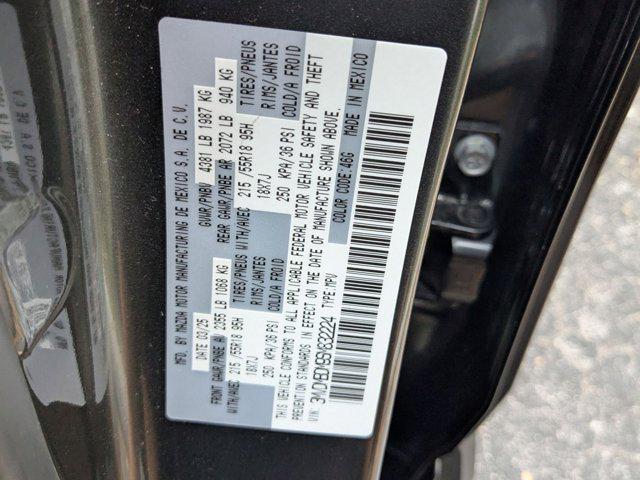 MFD. BY MAZDA MOTOR MANUFACTURING DE MEXICO S.A. DE C.V.
DATE 03/25 GVWR/PNBV 4381 LB 1987 KG
FRONT GAWR/PNBE AV 2355 LB 1068 KG REAR GAWR/PNBE AR 2072 LB 940 KG
WITH/AVEC 215/55R18 95H TIRES/PNEUS WITH/AVEC 215/55R18 95H TIRES/PNEUS
18X7J RIMS/JANTES 18X7J RIMS/JANTES
250 KPA/36 PSI COLD/A FROID 250 KPA/36 PSI COLD/A FROID
THIS VEHICLE CONFORMS TO ALL APPLICABLE FEDERAL MOTOR VEHICLE SAFETY AND THEFT
PREVENTION STANDARDS IN EFFECT ON THE DATE OF MANUFACTURE SHOWN ABOVE.
VIN: TYPE: MPV COLOR CODE: 46G MADE IN MEXICO